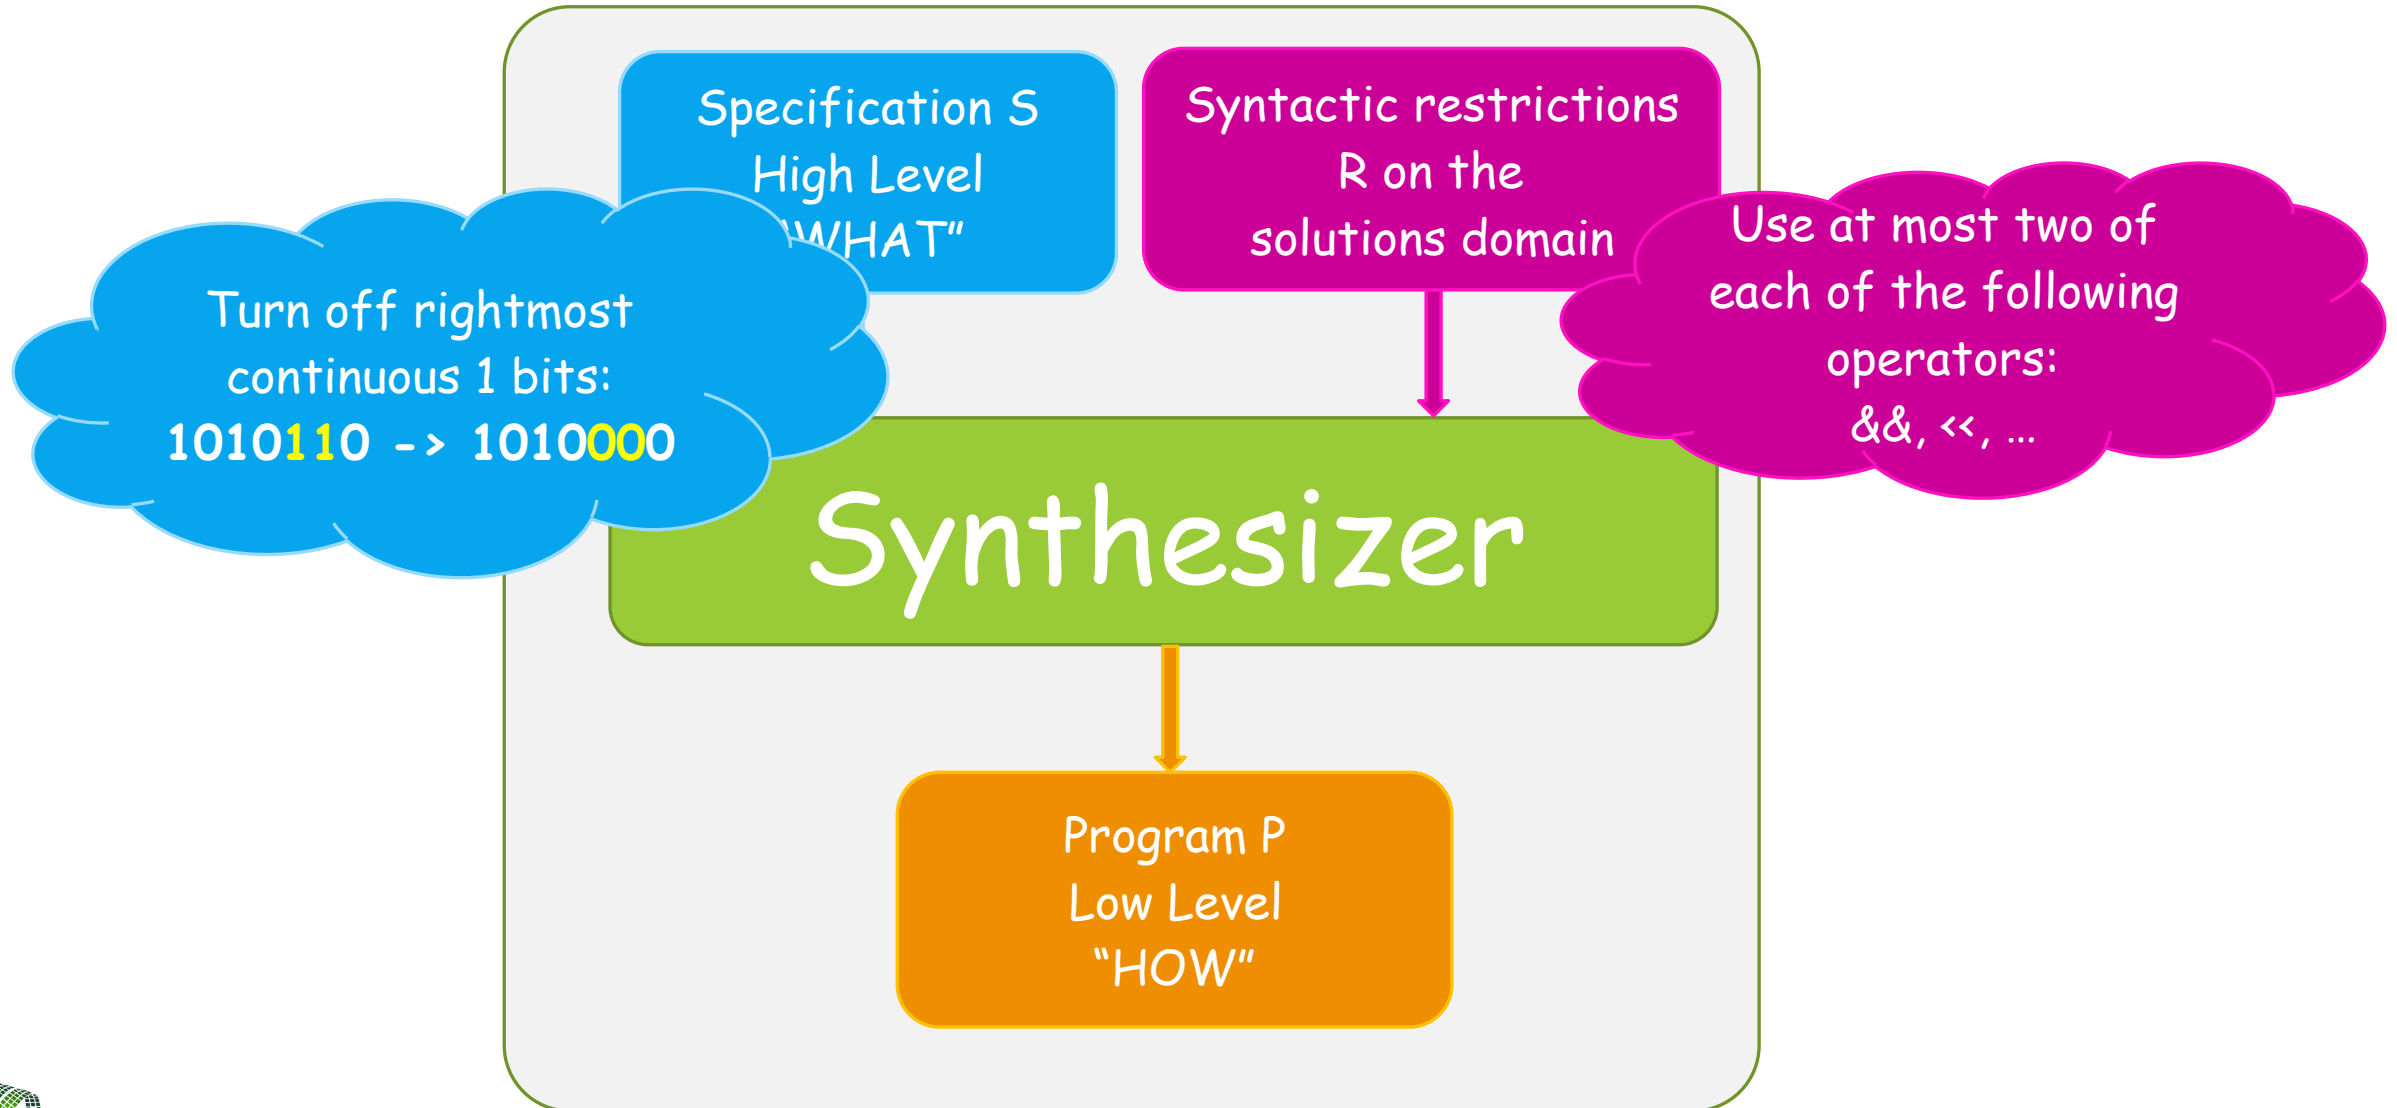 Specification S
High Level
"WHAT"
Syntactic restrictions
R on the
solutions domain
Turn off rightmost
continuous 1 bits:
1010110 -> 1010000
Use at most two of
each of the following
operators:
&&, <<, ...
Synthesizer
Program P
Low Level
"HOW"